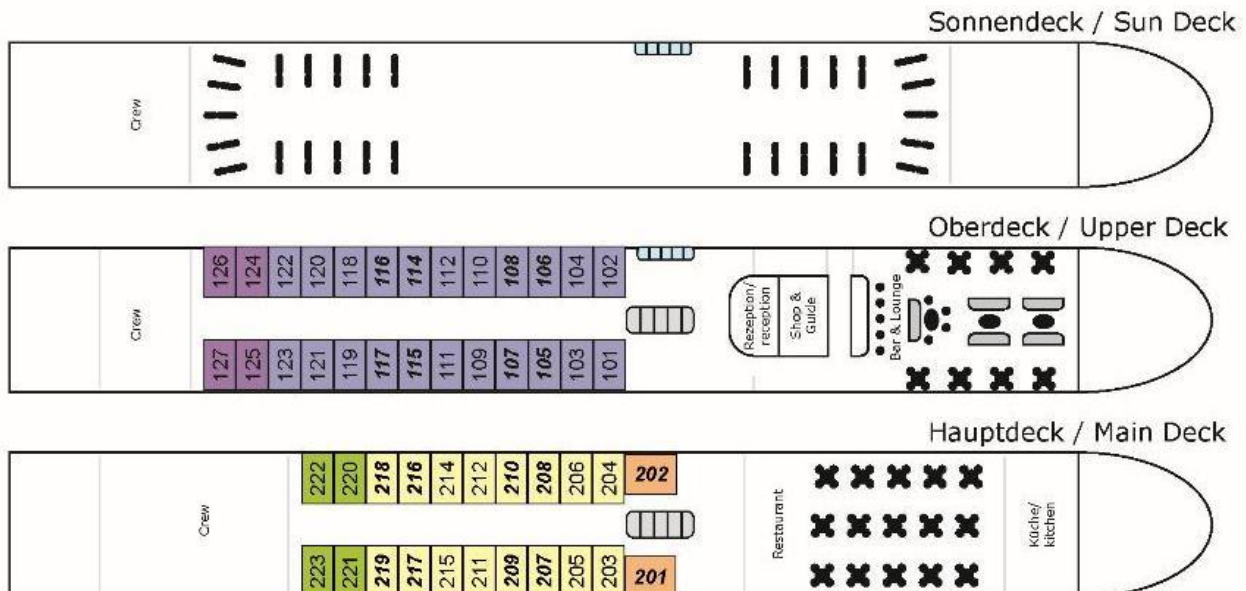 Sonnendeck / Sun Deck
Crew
Oberdeck / Upper Deck
126 124 122 120 118 116 114 112 110 108 106 104 102
Crew
Rezeption/
reception
Shop &
Guide
Bar & Lounge
127 125 123 121 119 117 115 111 109 107 105 103 101
Hauptdeck / Main Deck
222 220 218 216 214 212 210 208 206 204 202
Crew
Restaurant
Küche/
kitchen
223 221 219 217 215 211 209 207 205 203 201